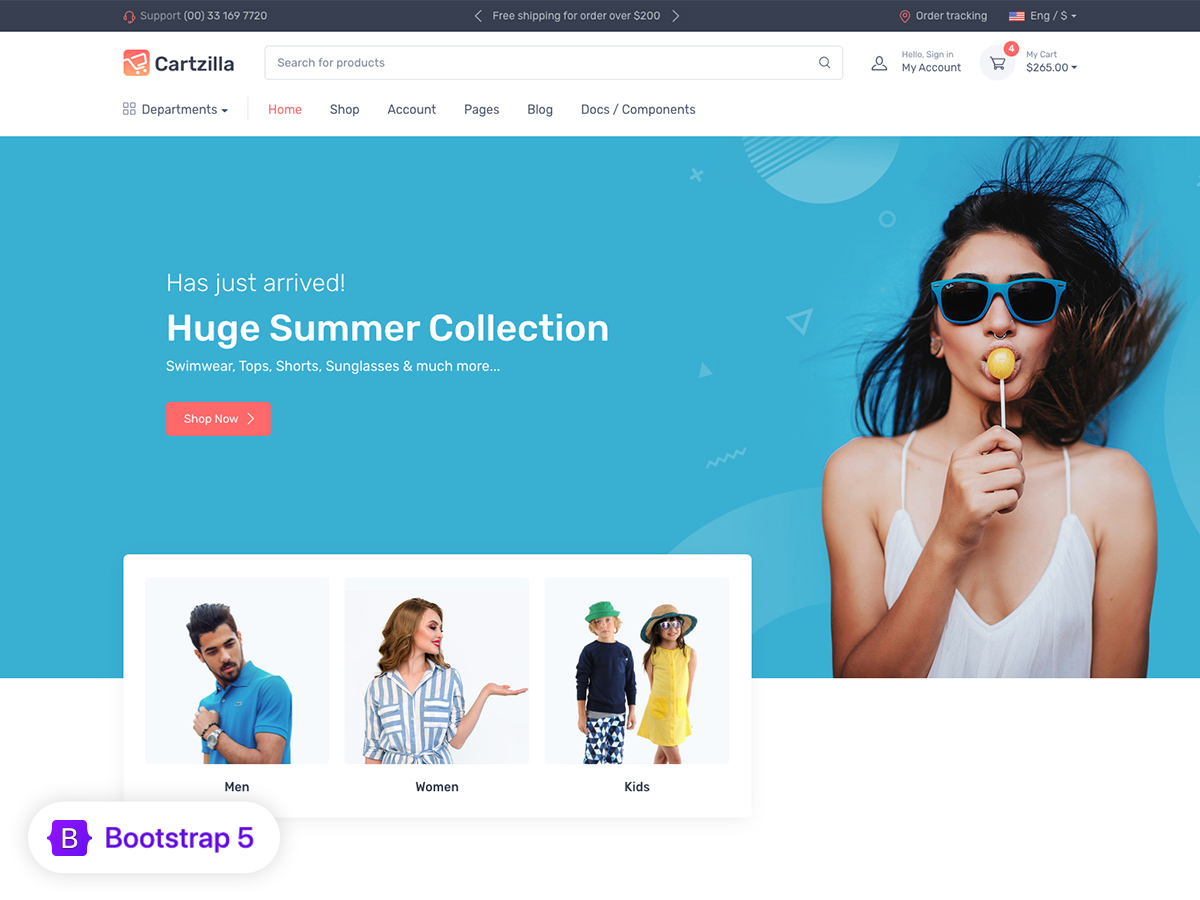 Support (00) 33 169 7720
Free shipping for order over $200
Order tracking
Eng / $
Cartzilla
Search for products
Hello, Sign in
My Account
4
My Cart
$265.00
Departments
Home
Shop
Account
Pages
Blog
Docs / Components
Has just arrived!
Huge Summer Collection
Swimwear, Tops, Shorts, Sunglasses & much more...
Shop Now
Men
Women
Kids
B
Bootstrap 5